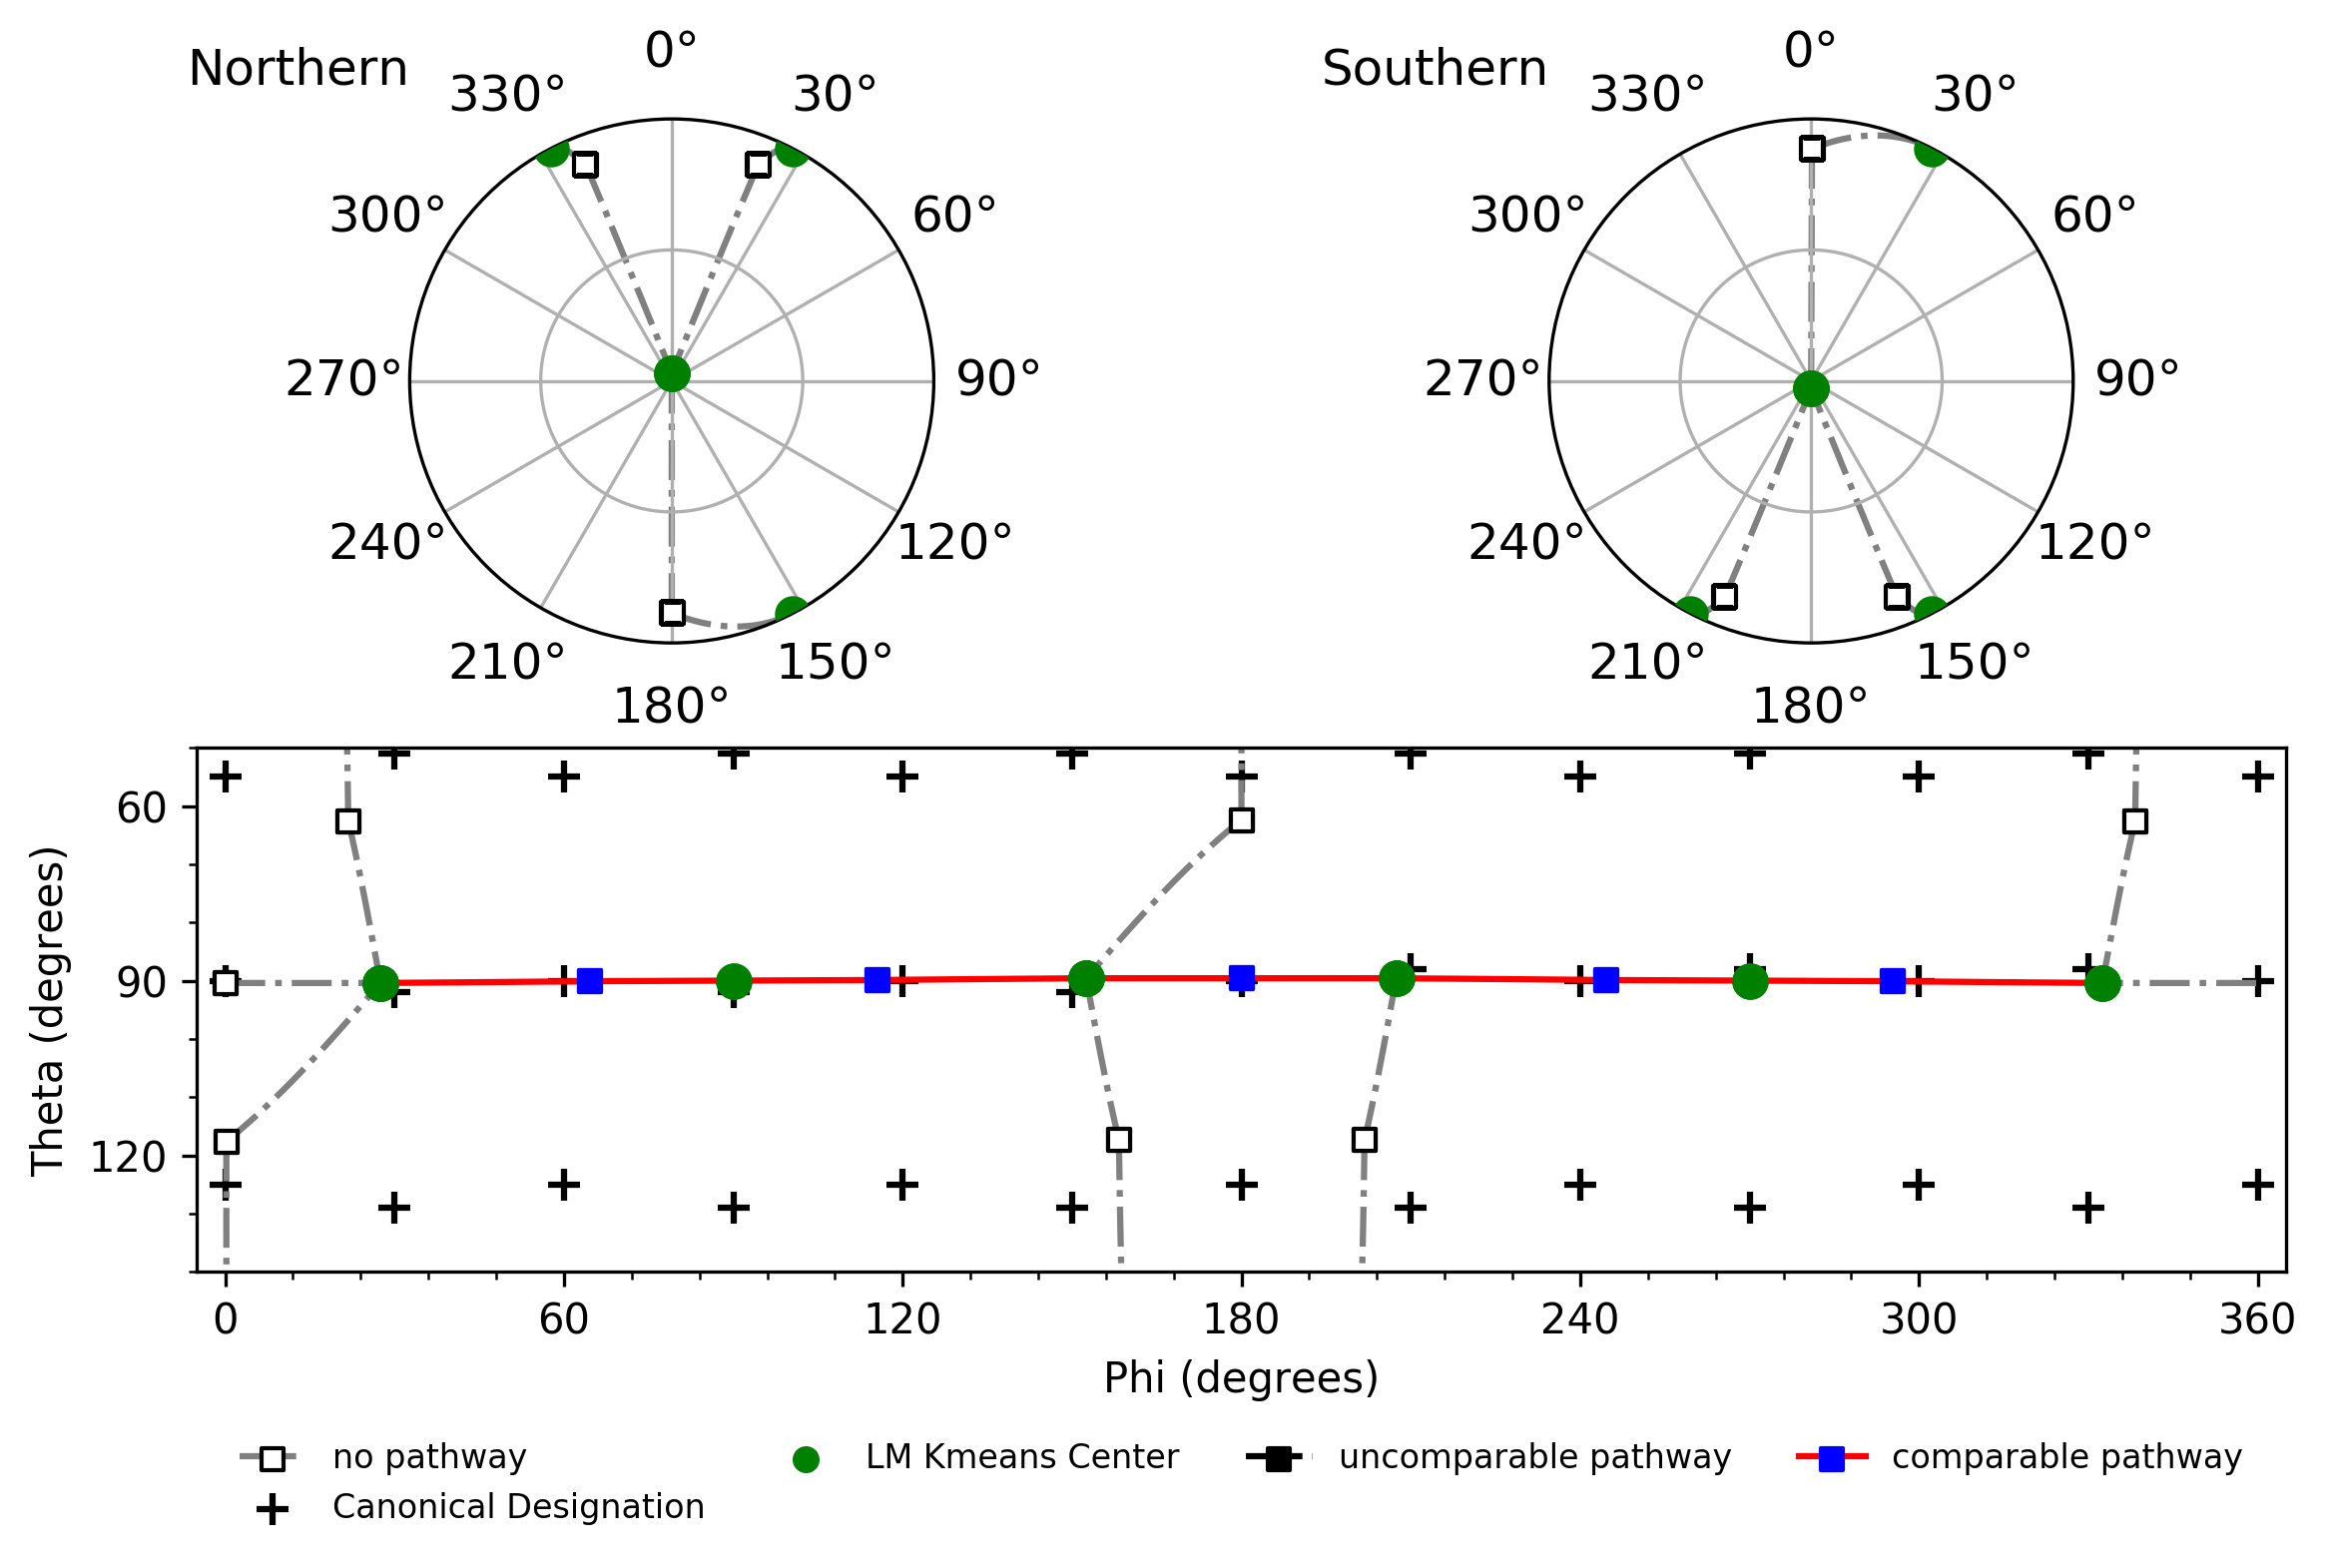 Northern
0°
330°
30°
300°
60°
270°
90°
240°
120°
210°
150°
180°
Southern
0°
330°
30°
300°
60°
270°
90°
240°
120°
210°
150°
180°
Theta (degrees)
60
90
120
0 60 120 180 240 300 360
Phi (degrees)
no pathway
LM Kmeans Center
uncomparable pathway
comparable pathway
Canonical Designation